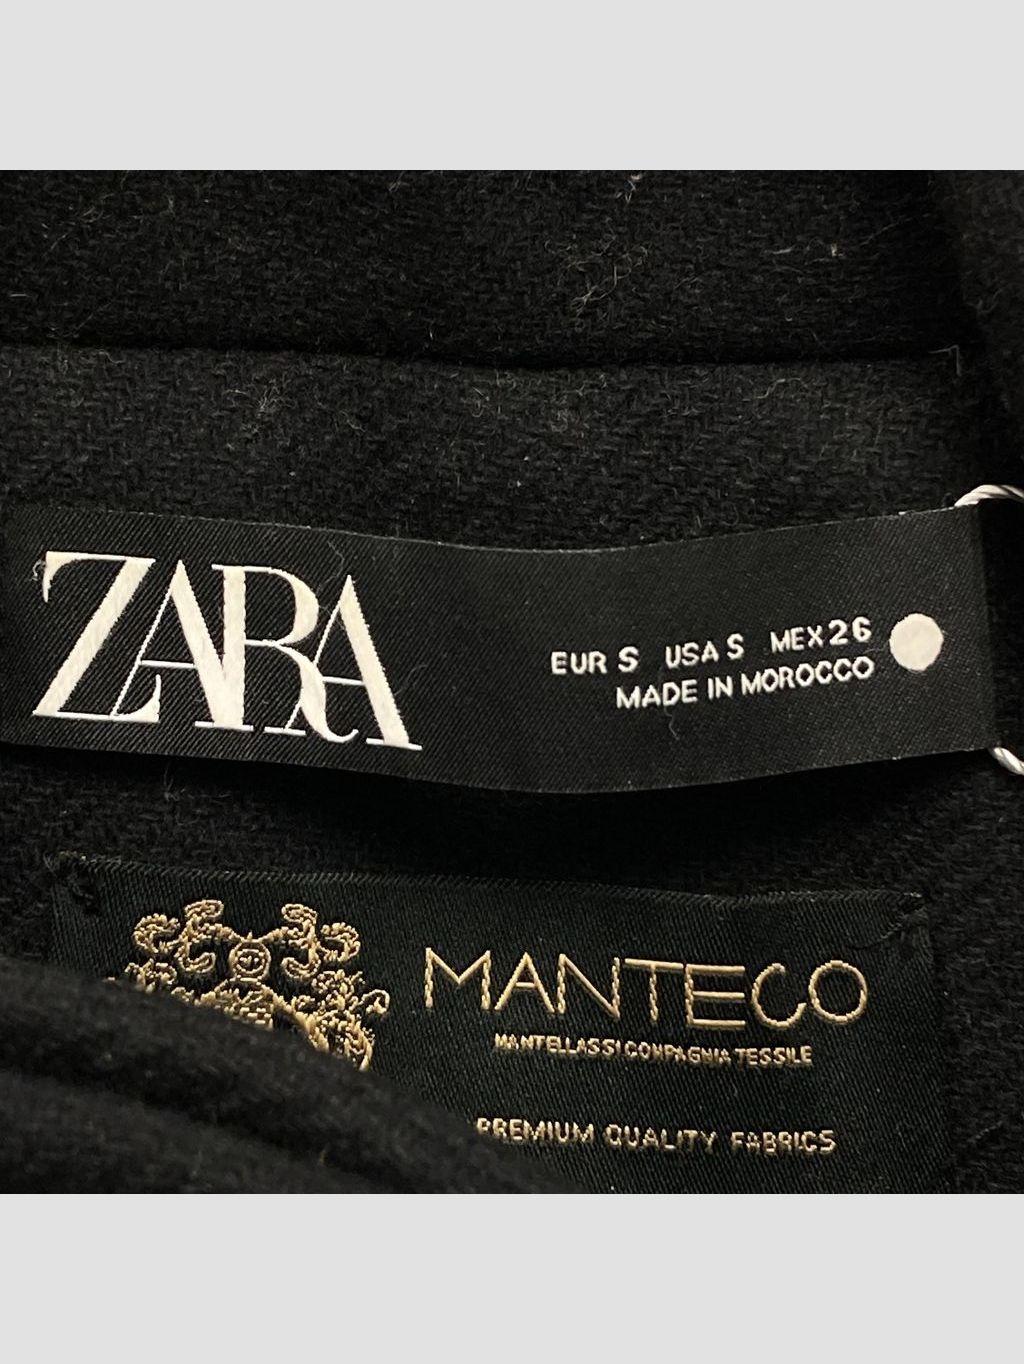 ZARA
EUR S USA S MEX 26
MADE IN MOROCCO
MANTECO
MANTELLASSI COMPAGNIA TESSILE
PREMIUM QUALITY FABRICS